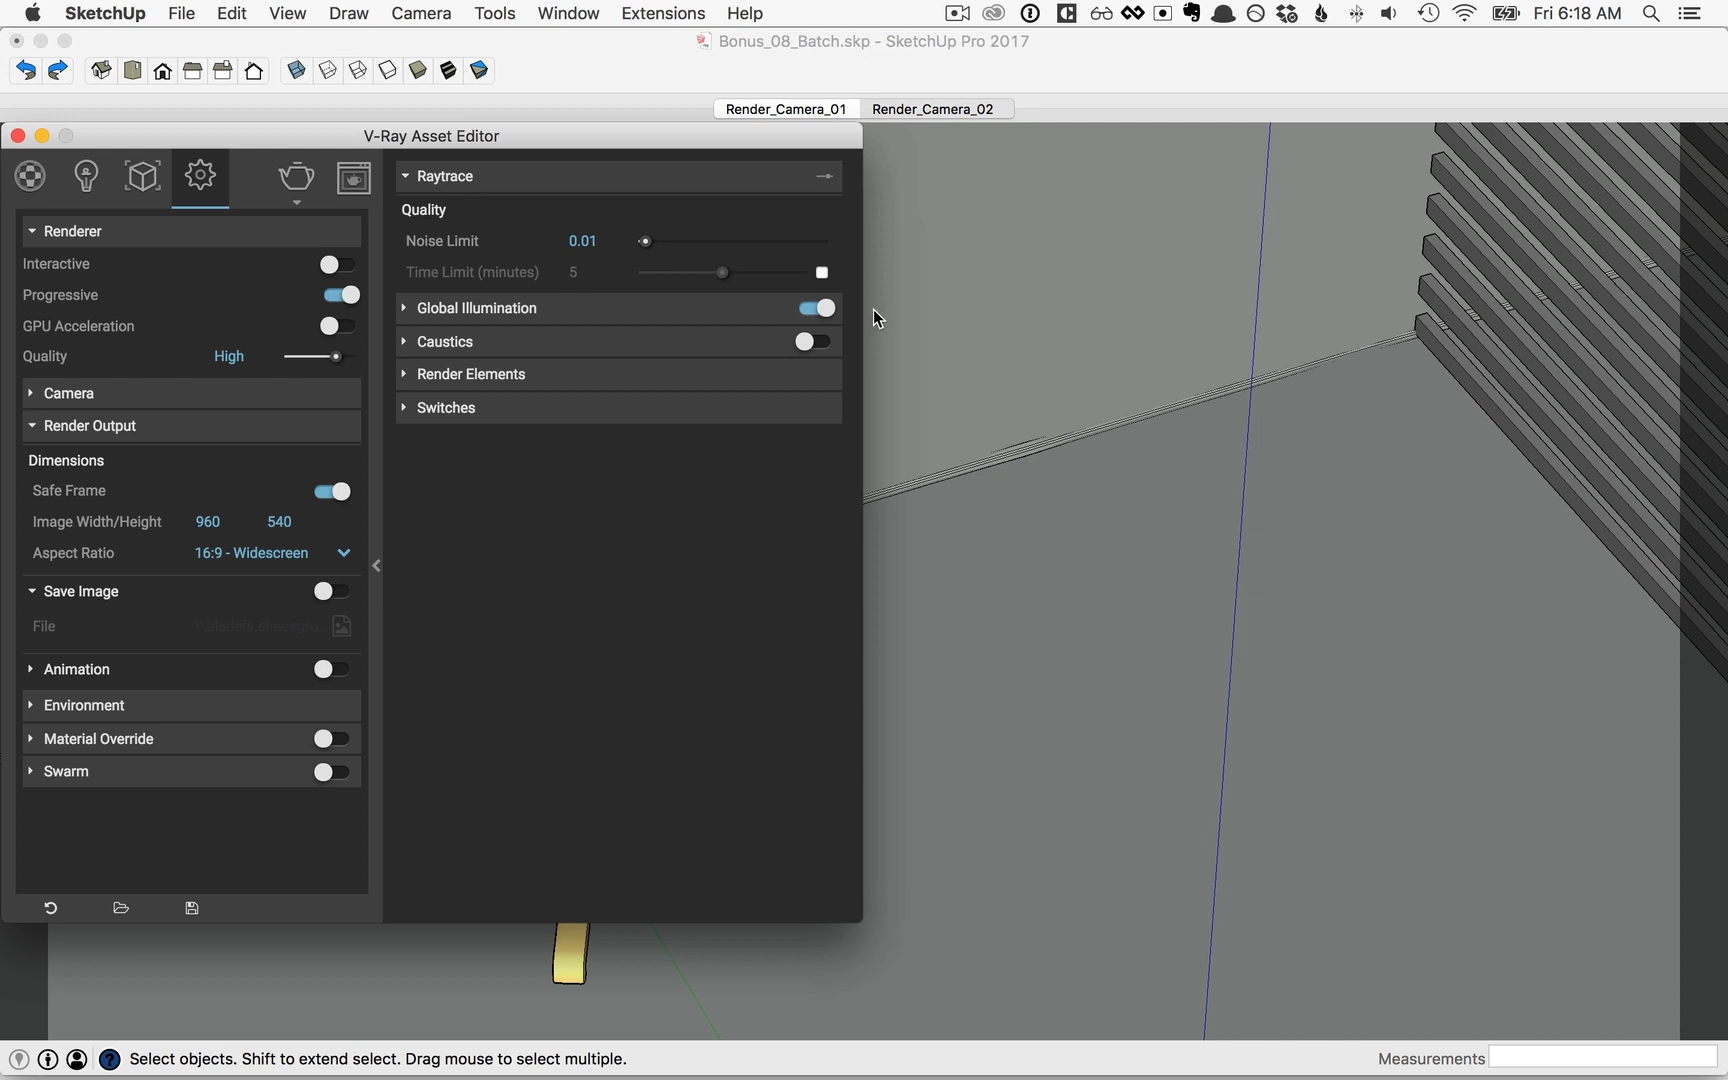 SketchUp File Edit View Draw Camera Tools Window Extensions Help Fri 6:18 AM
Bonus_08_Batch.skp - SketchUp Pro 2017
Render_Camera_01 Render_Camera_02
V-Ray Asset Editor
Renderer
Interactive
Progressive
GPU Acceleration
Quality High
Camera
Render Output
Dimensions
Safe Frame
Image Width/Height 960 540
Aspect Ratio 16:9 - Widescreen
Save Image
File
Animation
Environment
Material Override
Swarm
Raytrace
Quality
Noise Limit 0.01
Time Limit (minutes) 5
Global Illumination
Caustics
Render Elements
Switches
Select objects. Shift to extend select. Drag mouse to select multiple.
Measurements